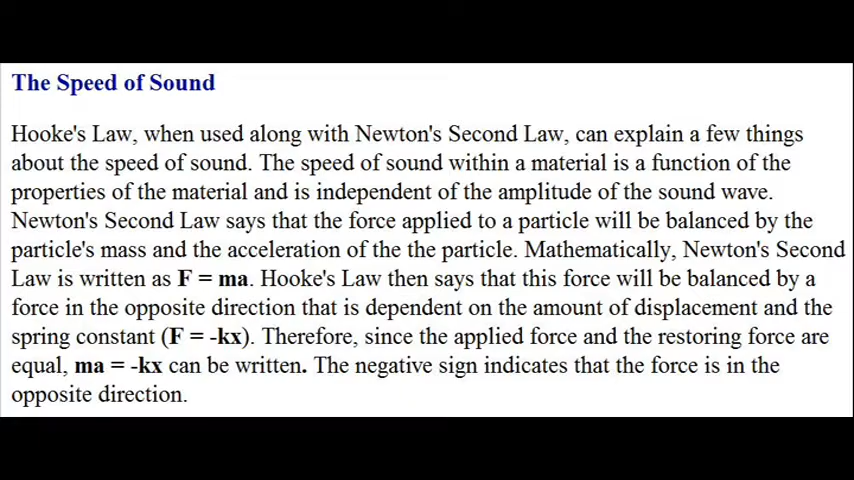 The Speed of Sound
Hooke's Law, when used along with Newton's Second Law, can explain a few things
about the speed of sound. The speed of sound within a material is a function of the
properties of the material and is independent of the amplitude of the sound wave.
Newton's Second Law says that the force applied to a particle will be balanced by the
particle's mass and the acceleration of the the particle. Mathematically, Newton's Second
Law is written as F = ma. Hooke's Law then says that this force will be balanced by a
force in the opposite direction that is dependent on the amount of displacement and the
spring constant (F = -kx). Therefore, since the applied force and the restoring force are
equal, ma = -kx can be written. The negative sign indicates that the force is in the
opposite direction.